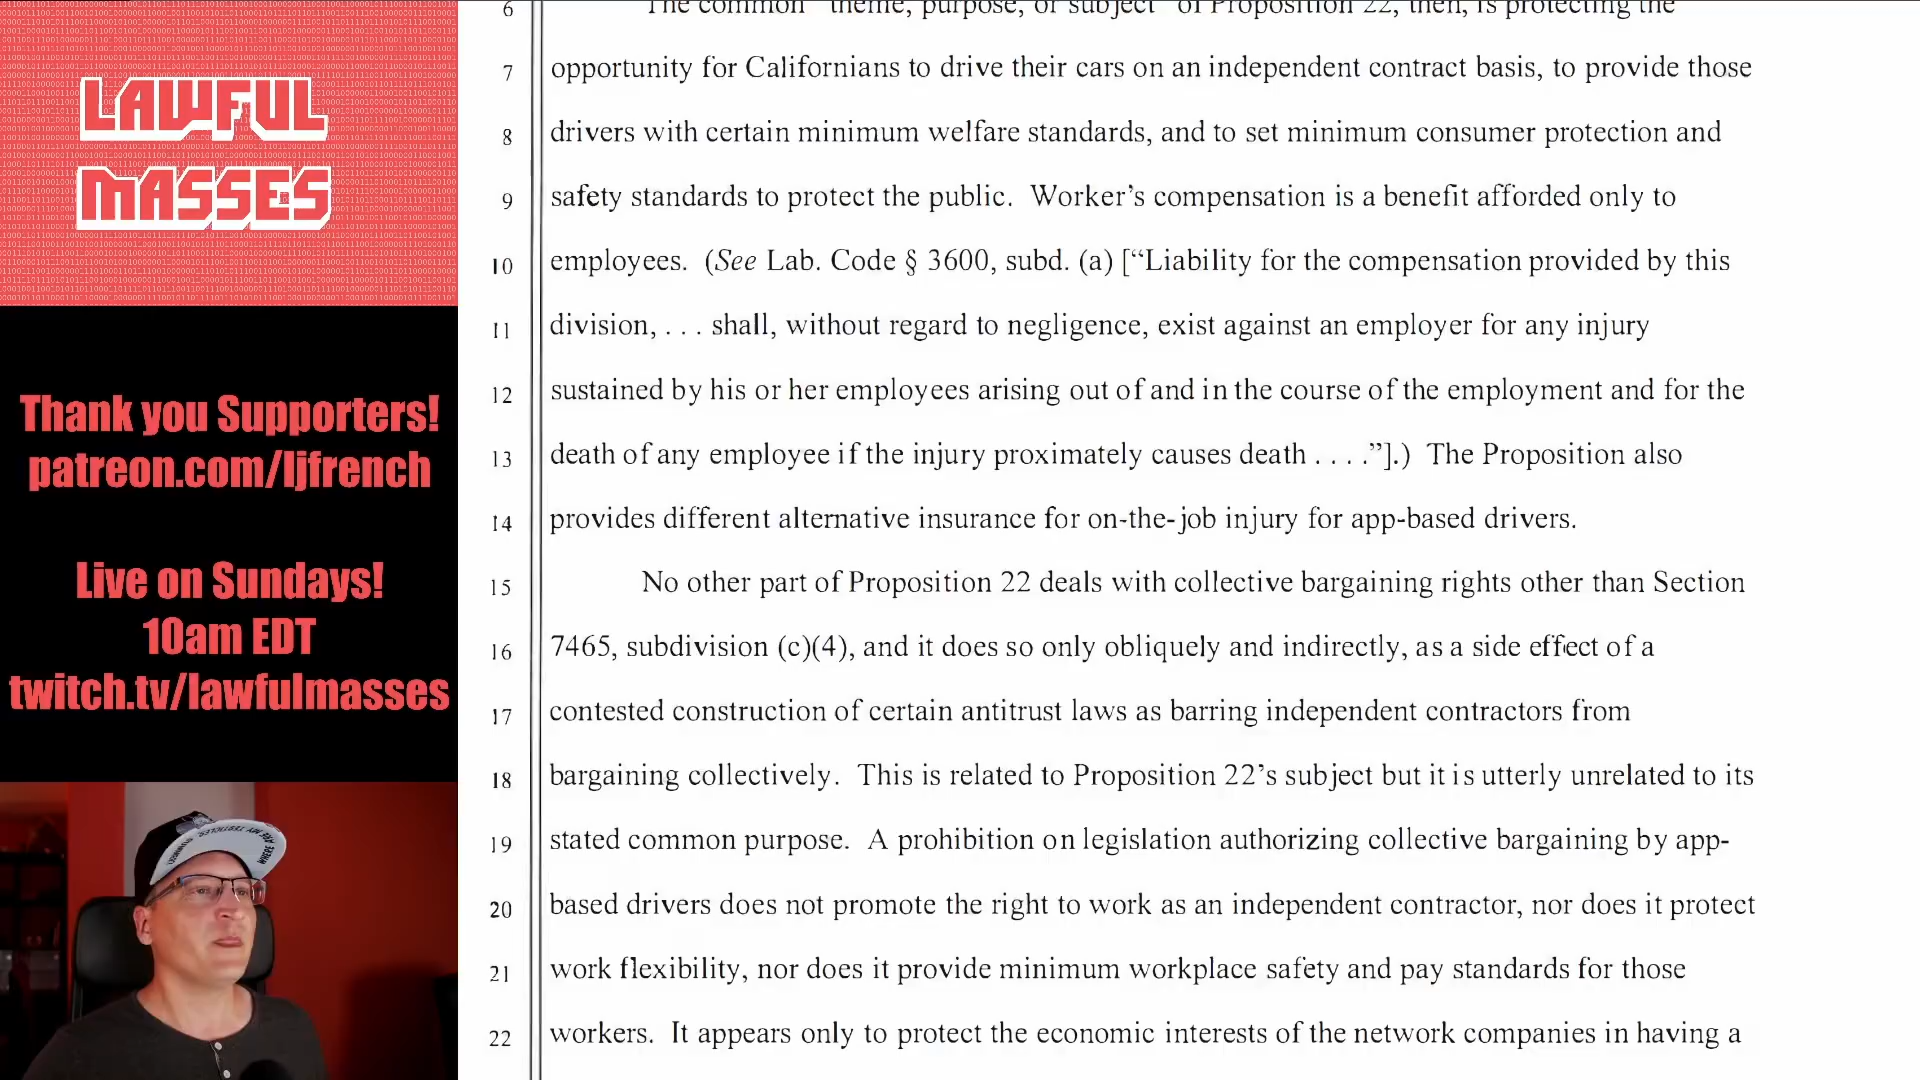 LAWFUL
MASSES
Thank you Supporters!
patreon.com/ljfrench
Live on Sundays!
10am EDT
twitch.tv/lawfulmasses
6 The common “theme, purpose, or subject” of Proposition 22, then, is protecting the
7 opportunity for Californians to drive their cars on an independent contract basis, to provide those
8 drivers with certain minimum welfare standards, and to set minimum consumer protection and
9 safety standards to protect the public. Worker’s compensation is a benefit afforded only to
10 employees. (See Lab. Code § 3600, subd. (a) [“Liability for the compensation provided by this
11 division, . . . shall, without regard to negligence, exist against an employer for any injury
12 sustained by his or her employees arising out of and in the course of the employment and for the
13 death of any employee if the injury proximately causes death . . . .”].) The Proposition also
14 provides different alternative insurance for on-the-job injury for app-based drivers.
15 No other part of Proposition 22 deals with collective bargaining rights other than Section
16 7465, subdivision (c)(4), and it does so only obliquely and indirectly, as a side effect of a
17 contested construction of certain antitrust laws as barring independent contractors from
18 bargaining collectively. This is related to Proposition 22’s subject but it is utterly unrelated to its
19 stated common purpose. A prohibition on legislation authorizing collective bargaining by app-
20 based drivers does not promote the right to work as an independent contractor, nor does it protect
21 work flexibility, nor does it provide minimum workplace safety and pay standards for those
22 workers. It appears only to protect the economic interests of the network companies in having a